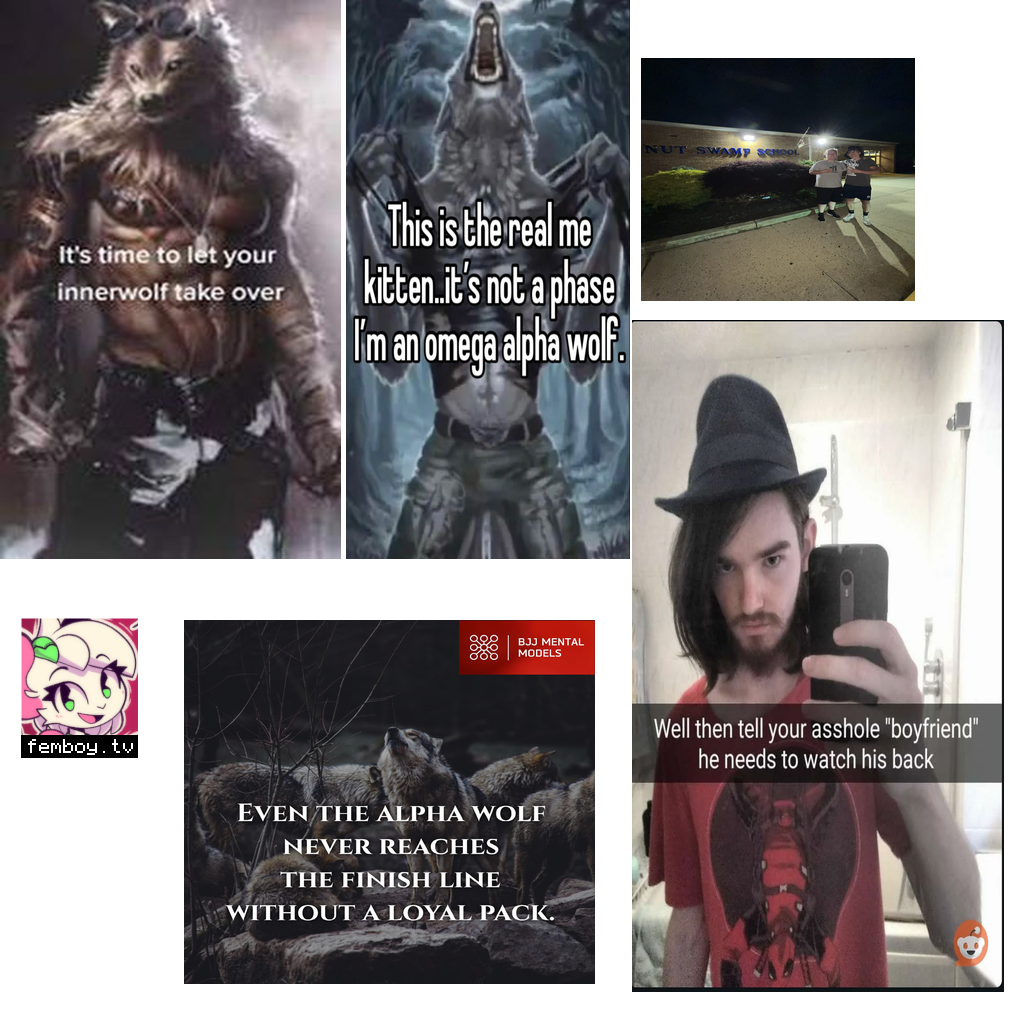 It's time to let your
innerwolf take over
This is the real me
kitten..it's not a phase
I'm an omega alpha wolf.
NUT SWAMP SCHOOL
Well then tell your asshole "boyfriend"
he needs to watch his back
femboy.tv
BJJ MENTAL
MODELS
EVEN THE ALPHA WOLF
NEVER REACHES
THE FINISH LINE
WITHOUT A LOYAL PACK.